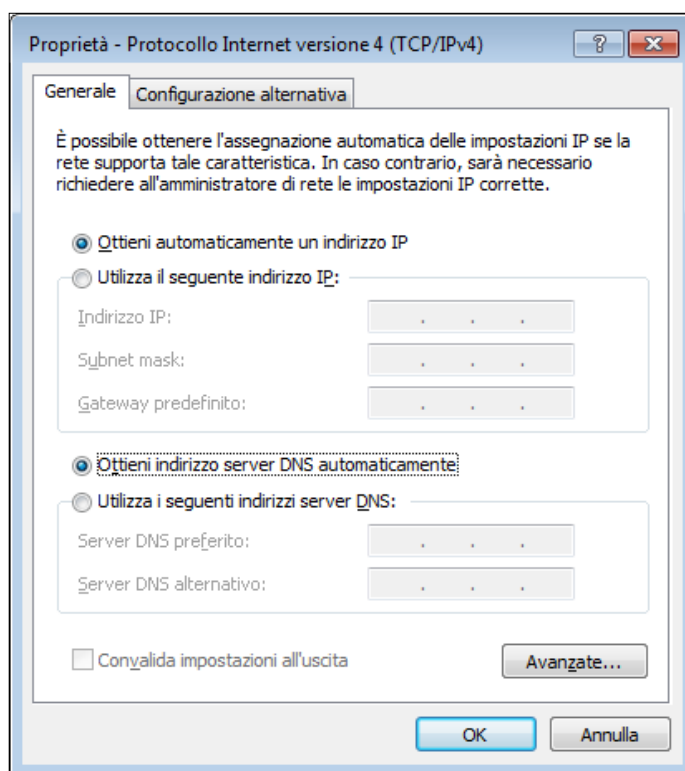 Proprietà - Protocollo Internet versione 4 (TCP/IPv4)
?
Generale
Configurazione alternativa
È possibile ottenere l'assegnazione automatica delle impostazioni IP se la
rete supporta tale caratteristica. In caso contrario, sarà necessario
richiedere all'amministratore di rete le impostazioni IP corrette.
Ottieni automaticamente un indirizzo IP
Utilizza il seguente indirizzo IP:
Indirizzo IP:
. . .
Subnet mask:
. . .
Gateway predefinito:
. . .
Ottieni indirizzo server DNS automaticamente
Utilizza i seguenti indirizzi server DNS:
Server DNS preferito:
. . .
Server DNS alternativo:
. . .
Convalida impostazioni all'uscita
Avanzate...
OK
Annulla